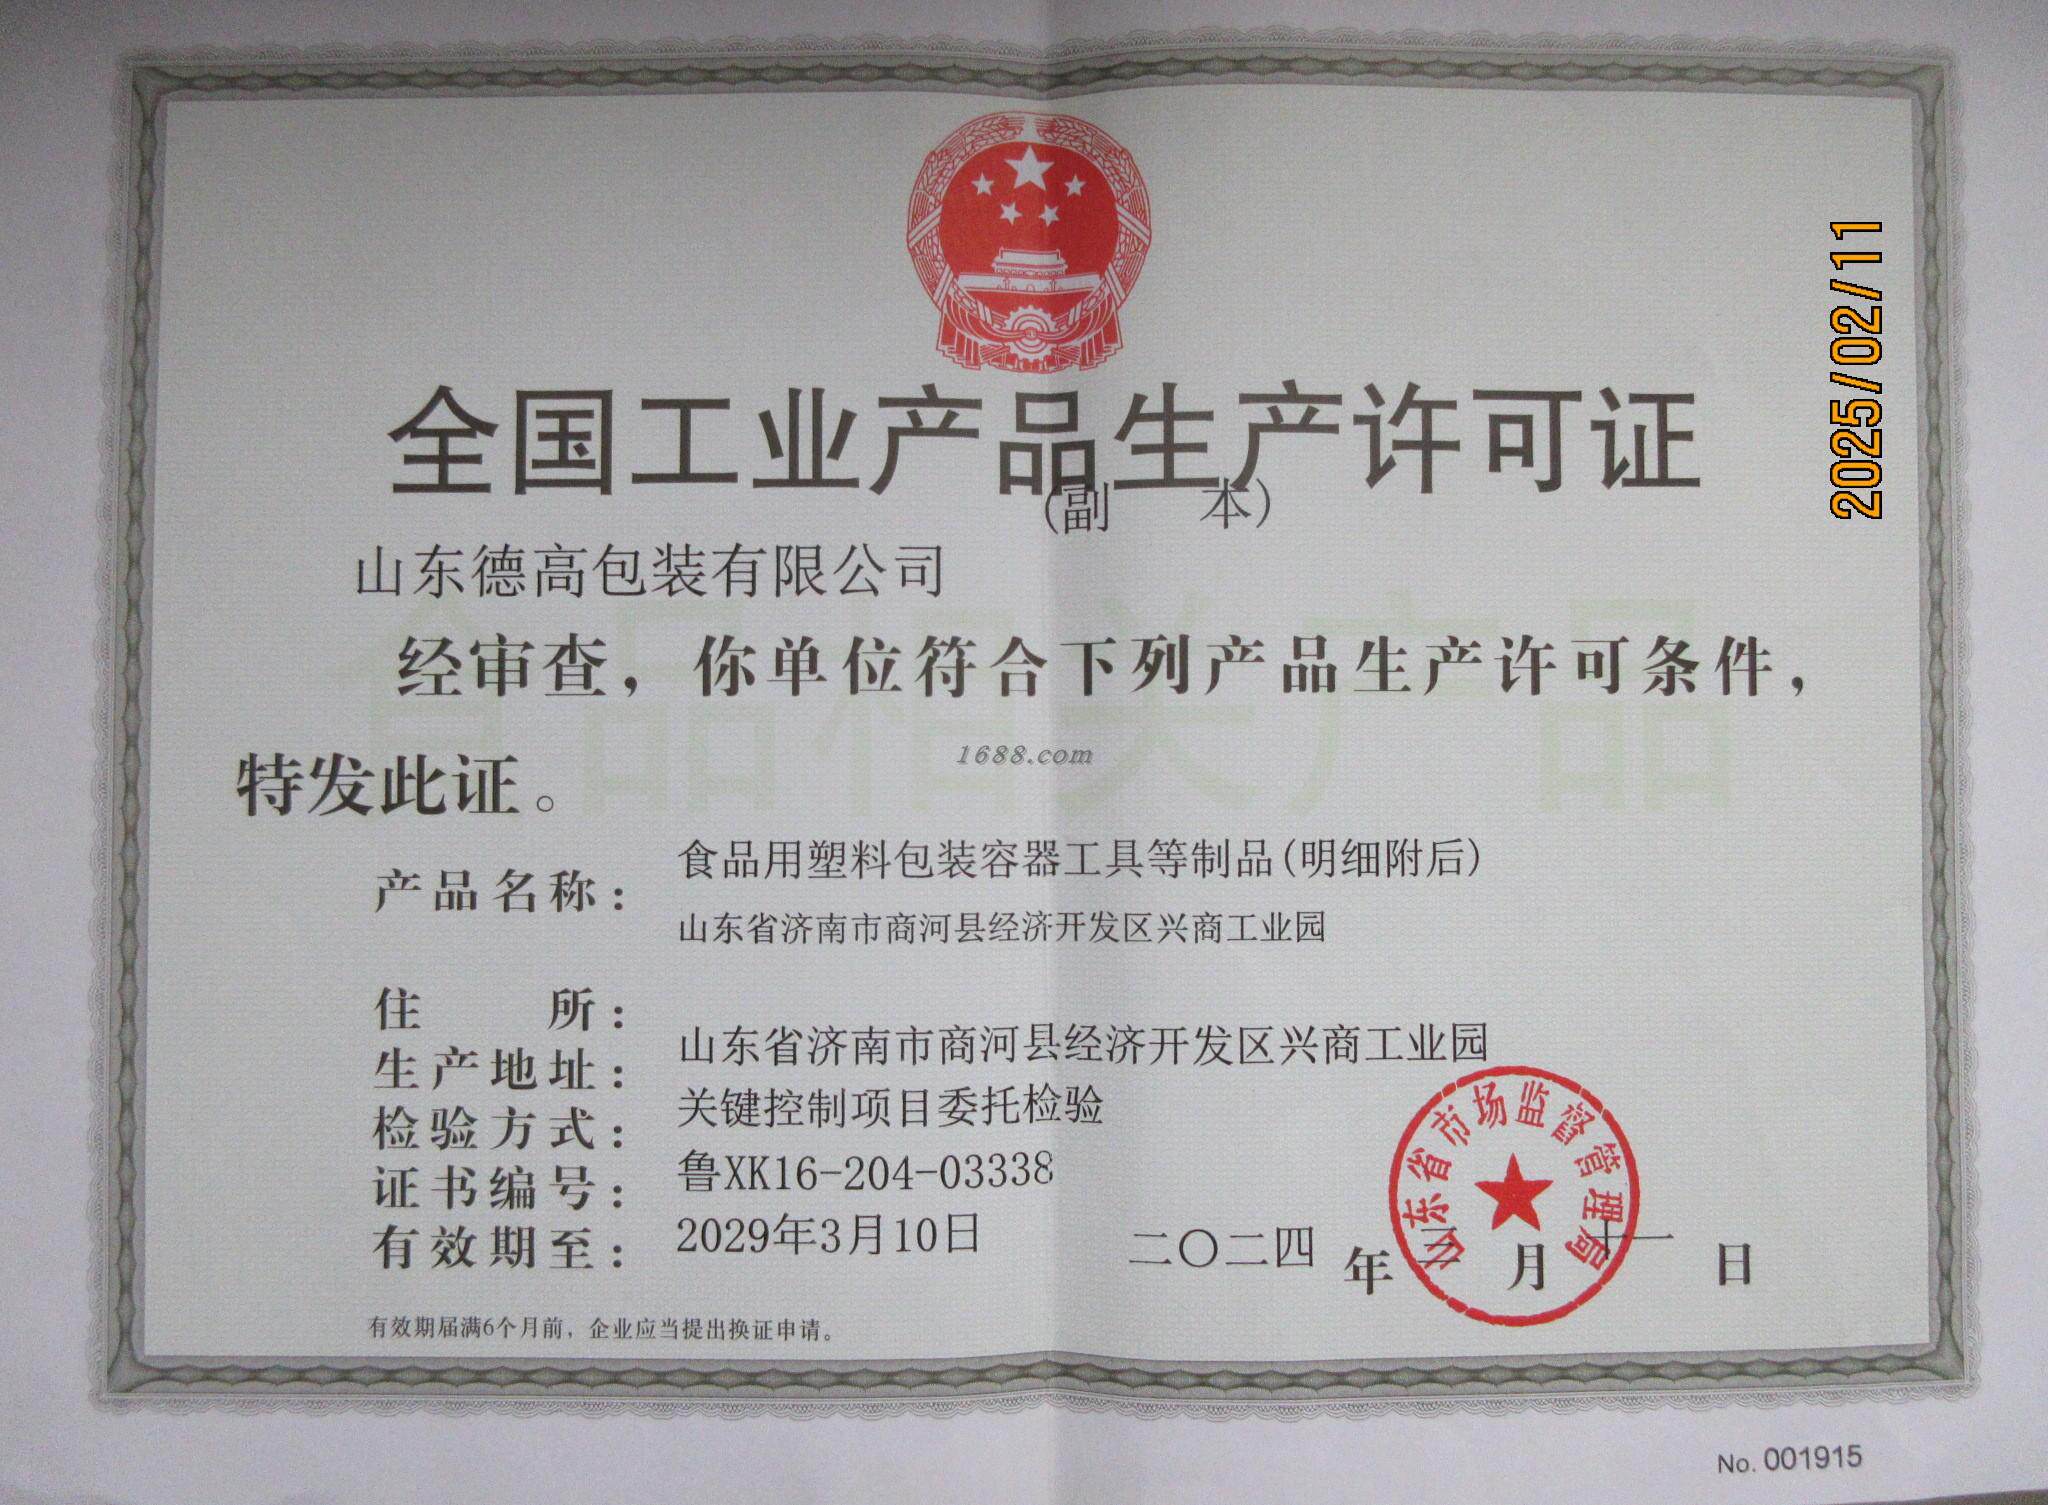 2025/02/11
全国工业产品生产许可证
(副 本)
山东德高包装有限公司
食品相关产品
经审查，你单位符合下列产品生产许可条件，
特发此证。
1688.com
产品名称： 食品用塑料包装容器工具等制品(明细附后)
山东省济南市商河县经济开发区兴商工业园
住 所：
生产地址： 山东省济南市商河县经济开发区兴商工业园
检验方式： 关键控制项目委托检验
证书编号： 鲁XK16-204-03338
有效期至： 2029年3月10日
二〇二四 年 三 月 十一 日
山东省市场监督管理局
有效期届满6个月前，企业应当提出换证申请。
No. 001915